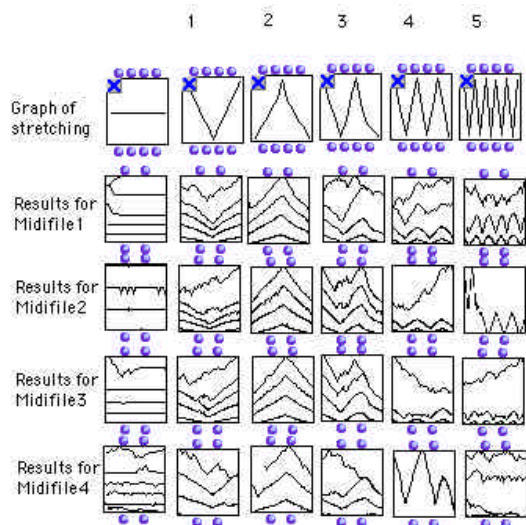 1 2 3 4 5
Graph of
stretching
Results for
Midifile1
Results for
Midifile2
Results for
Midifile3
Results for
Midifile4